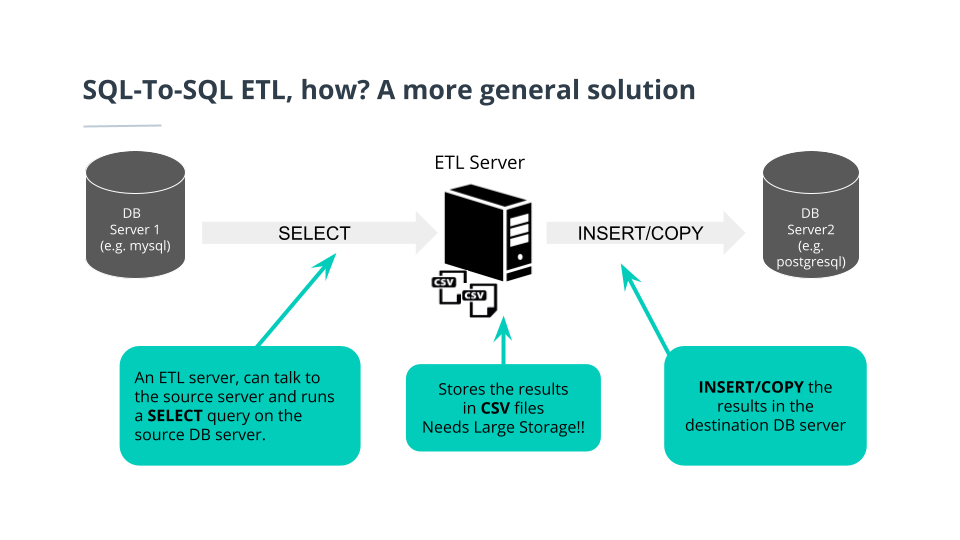 SQL-To-SQL ETL, how? A more general solution
ETL Server
DB
Server 1
(e.g. mysql)
SELECT
INSERT/COPY
DB
Server2
(e.g.
postgresql)
CSV
CSV
An ETL server, can talk to
the source server and runs
a SELECT query on the
source DB server.
Stores the results
in CSV files
Needs Large Storage!!
INSERT/COPY the
results in the
destination DB server